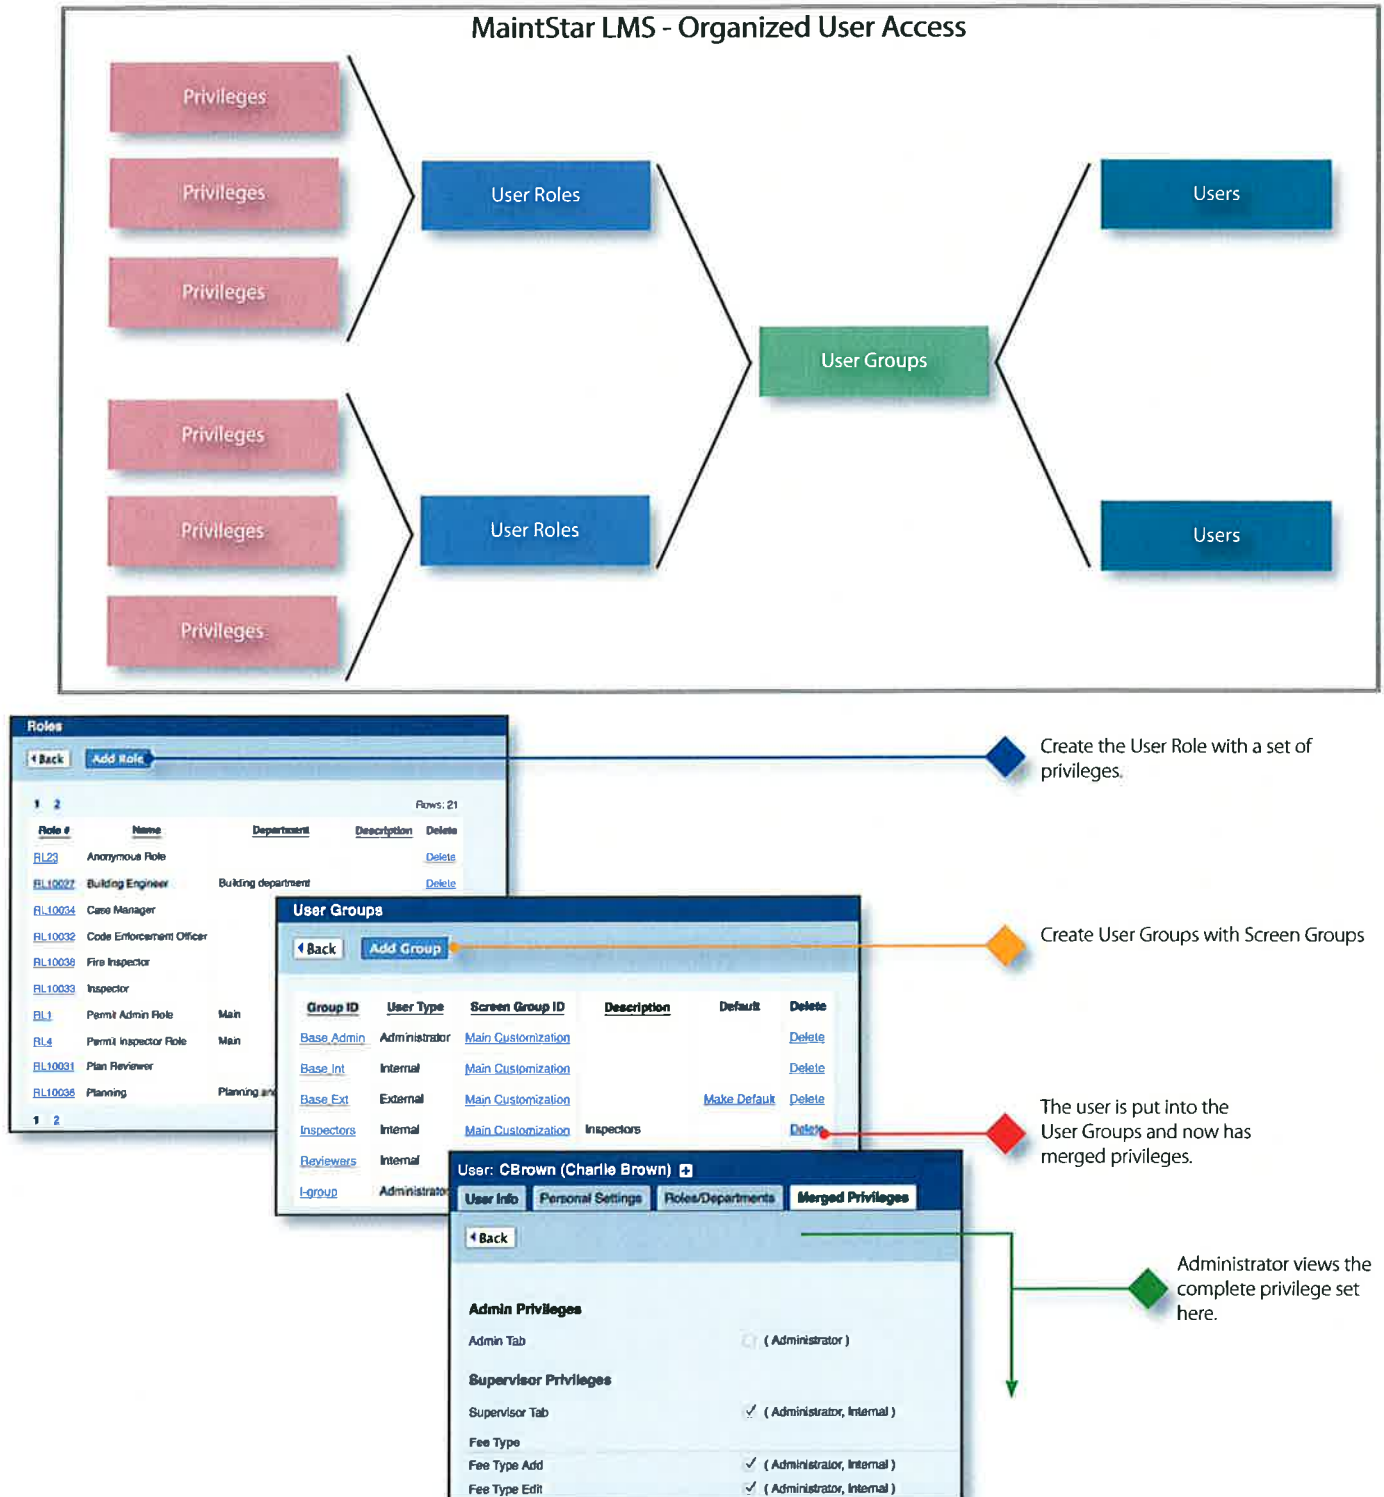 MaintStar LMS - Organized User Access
Privileges
Privileges
Privileges
User Roles
Users
User Groups
Privileges
Privileges
Privileges
User Roles
Users
Roles
Back Add Role
1 2 Rows: 21
Role # Name Department Description Delete
RL23 Anonymous Role Delete
RL10027 Building Engineer Building department Delete
RL10034 Case Manager
RL10032 Code Enforcement Officer
RL10038 Fire Inspector
RL10033 Inspector
RL1 Permit Admin Role Main
RL4 Permit Inspector Role Main
RL10031 Plan Reviewer
RL10036 Planning Planning and
1 2
User Groups
Back Add Group
Group ID User Type Screen Group ID Description Default Delete
Base_Admin Administrator Main Customization Delete
Base_Int Internal Main Customization Delete
Base_Ext External Main Customization Make Default Delete
Inspectors Internal Main Customization Inspectors Delete
Reviewers Internal
I-group Administrator
User: CBrown (Charlie Brown)
User Info Personal Settings Roles/Departments Merged Privileges
Back
Admin Privileges
Admin Tab ( Administrator )
Supervisor Privileges
Supervisor Tab ( Administrator, Internal )
Fee Type
Fee Type Add ( Administrator, Internal )
Fee Type Edit ( Administrator, Internal )
Create the User Role with a set of
privileges.
Create User Groups with Screen Groups
The user is put into the
User Groups and now has
merged privileges.
Administrator views the
complete privilege set
here.